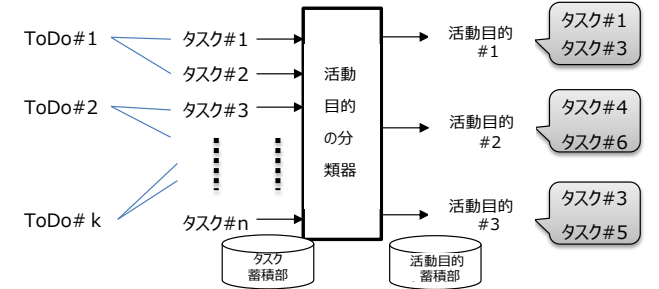 ToDo#1
ToDo#2
ToDo# k
タスク#1
タスク#2
タスク#3
タスク#n
活動
目的
の分
類器
タスク
蓄積部
活動目的
#1
活動目的
#2
活動目的
#3
活動目的
蓄積部
タスク#1
タスク#3
タスク#4
タスク#6
タスク#3
タスク#5